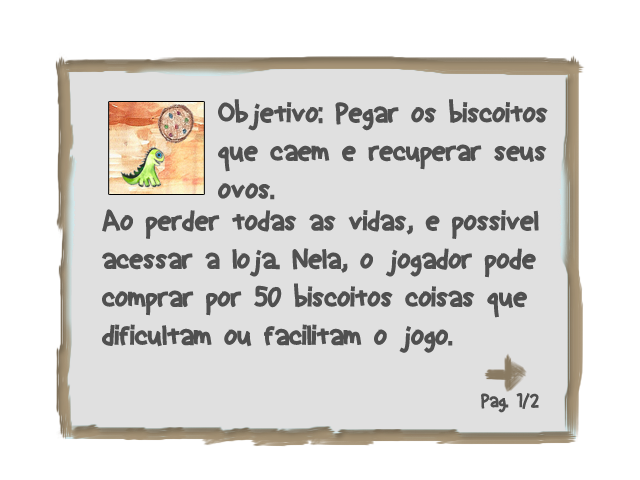 Objetivo: Pegar os biscoitos
que caem e recuperar seus
ovos.
Ao perder todas as vidas, e possivel
acessar a loja. Nela, o jogador pode
comprar por 50 biscoitos coisas que
dificultam ou facilitam o jogo.
Pag. 1/2